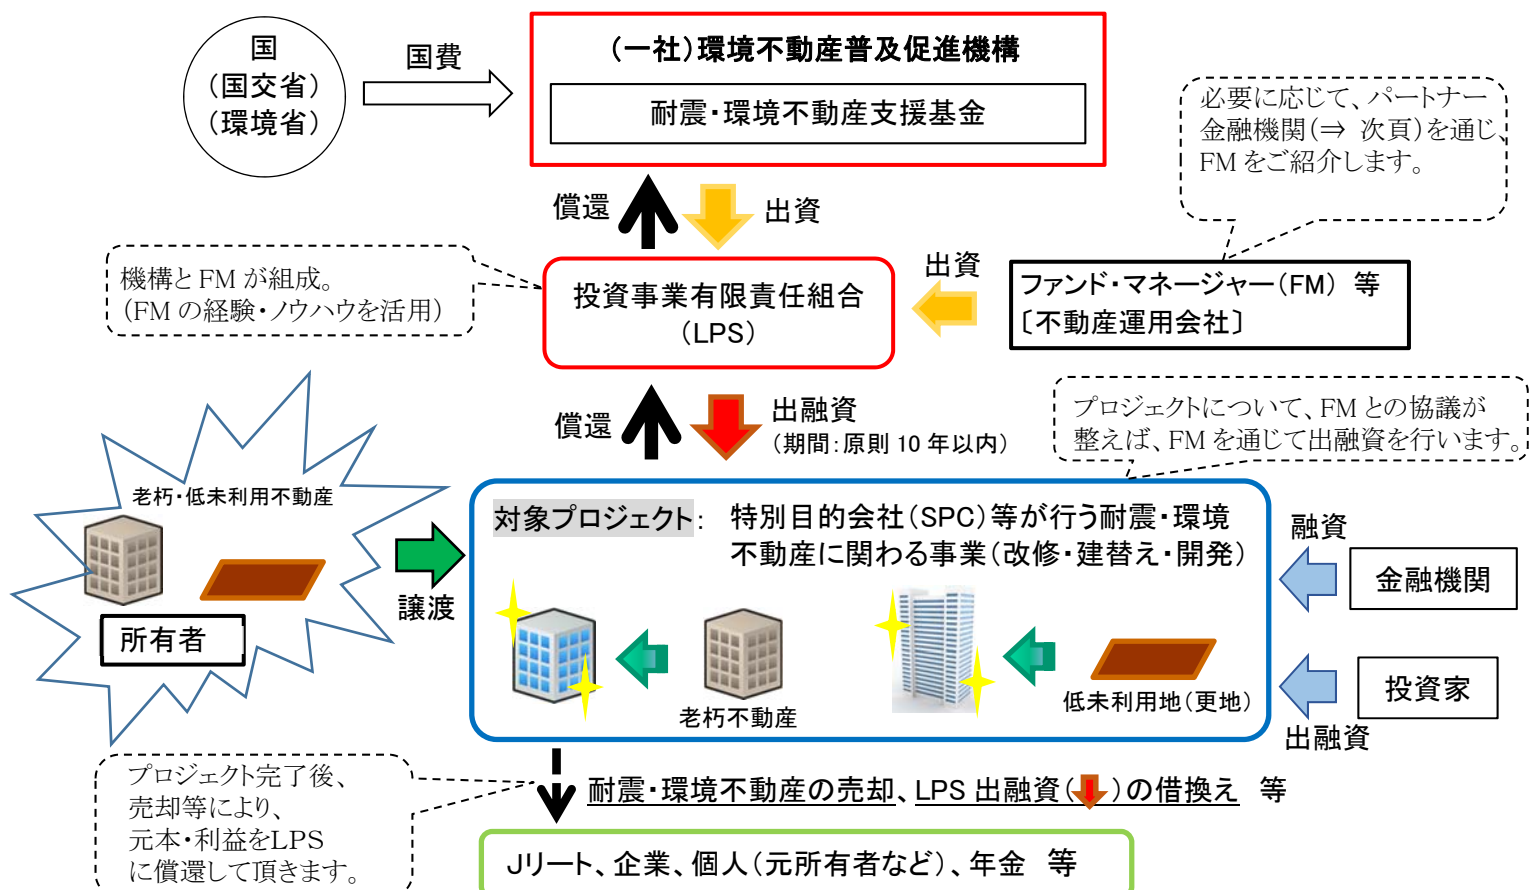 国
（国交省）
（環境省）
国費
（一社）環境不動産普及促進機構
耐震・環境不動産支援基金
必要に応じて、パートナー
金融機関（⇒ 次頁）を通じ、
FM をご紹介します。
償還
出資
機構と FM が組成。
（FM の経験・ノウハウを活用）
投資事業有限責任組合
（LPS）
出資
ファンド・マネージャー（FM） 等
〔不動産運用会社〕
償還
出融資
（期間：原則 10 年以内）
プロジェクトについて、FM との協議が
整えば、FM を通じて出融資を行います。
老朽・低未利用不動産
所有者
譲渡
対象プロジェクト： 特別目的会社（SPC）等が行う耐震・環境
不動産に関わる事業（改修・建替え・開発）
老朽不動産
低未利用地（更地）
融資
金融機関
投資家
出融資
プロジェクト完了後、
売却等により、
元本・利益をLPS
に償還して頂きます。
耐震・環境不動産の売却、LPS 出融資（ ）の借換え 等
Jリート、企業、個人（元所有者など）、年金 等